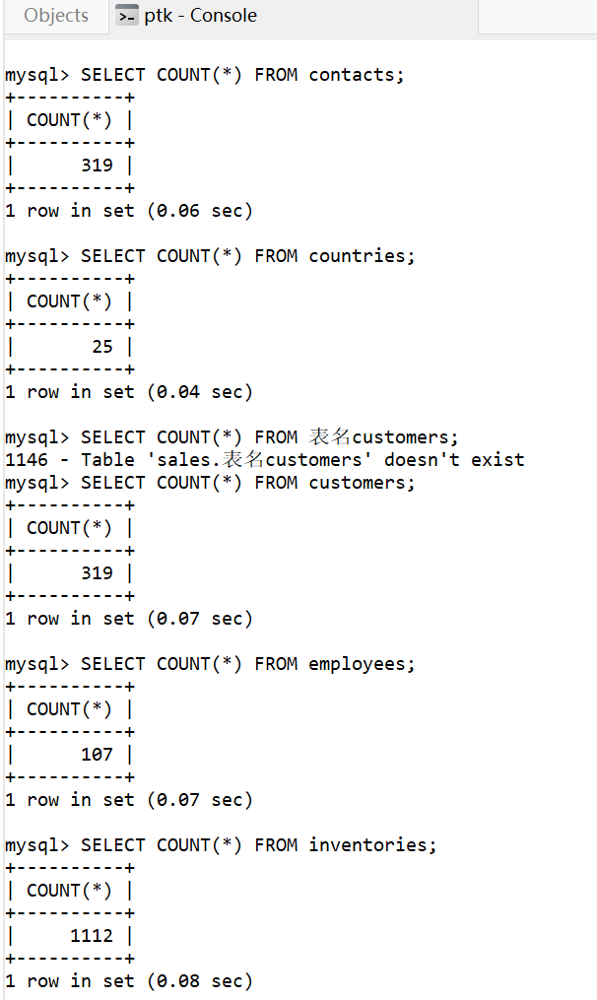 Objects >_ ptk - Console
mysql> SELECT COUNT(*) FROM contacts;
+----------+
| COUNT(*) |
+----------+
|      319 |
+----------+
1 row in set (0.06 sec)
mysql> SELECT COUNT(*) FROM countries;
+----------+
| COUNT(*) |
+----------+
|       25 |
+----------+
1 row in set (0.04 sec)
mysql> SELECT COUNT(*) FROM 表名customers;
1146 - Table 'sales.表名customers' doesn't exist
mysql> SELECT COUNT(*) FROM customers;
+----------+
| COUNT(*) |
+----------+
|      319 |
+----------+
1 row in set (0.07 sec)
mysql> SELECT COUNT(*) FROM employees;
+----------+
| COUNT(*) |
+----------+
|      107 |
+----------+
1 row in set (0.07 sec)
mysql> SELECT COUNT(*) FROM inventories;
+----------+
| COUNT(*) |
+----------+
|     1112 |
+----------+
1 row in set (0.08 sec)